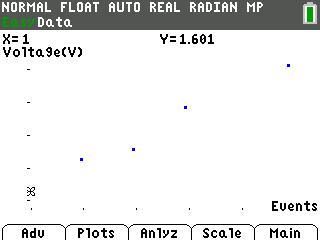 NORMAL FLOAT AUTO REAL RADIAN MP
EasyData
X=1 Y=1.601
Voltage(V)
Events
Adv Plots Anlyz Scale Main